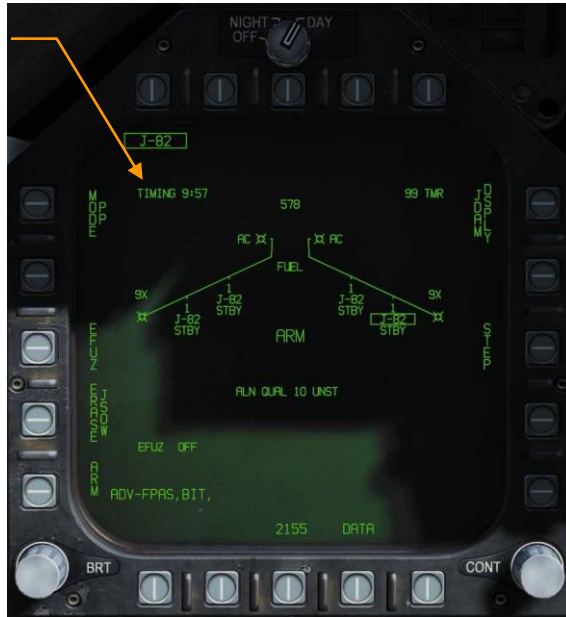 NIGHT DAY
OFF
J-82
TIMING 9:57
99 TMR
MODE
PP
578
JDAM
DSPLY
AC AC
FUEL
9X 9X
1 1
J-82 J-82
STBY STBY
1 1
J-82 J-82
STBY STBY
EFUZ
ARM
STEP
ERASE
JSOW
ALN QUAL 10 UNST
EFUZ OFF
ARM
ADV-FPAS,BIT,
2155 DATA
BRT CONT